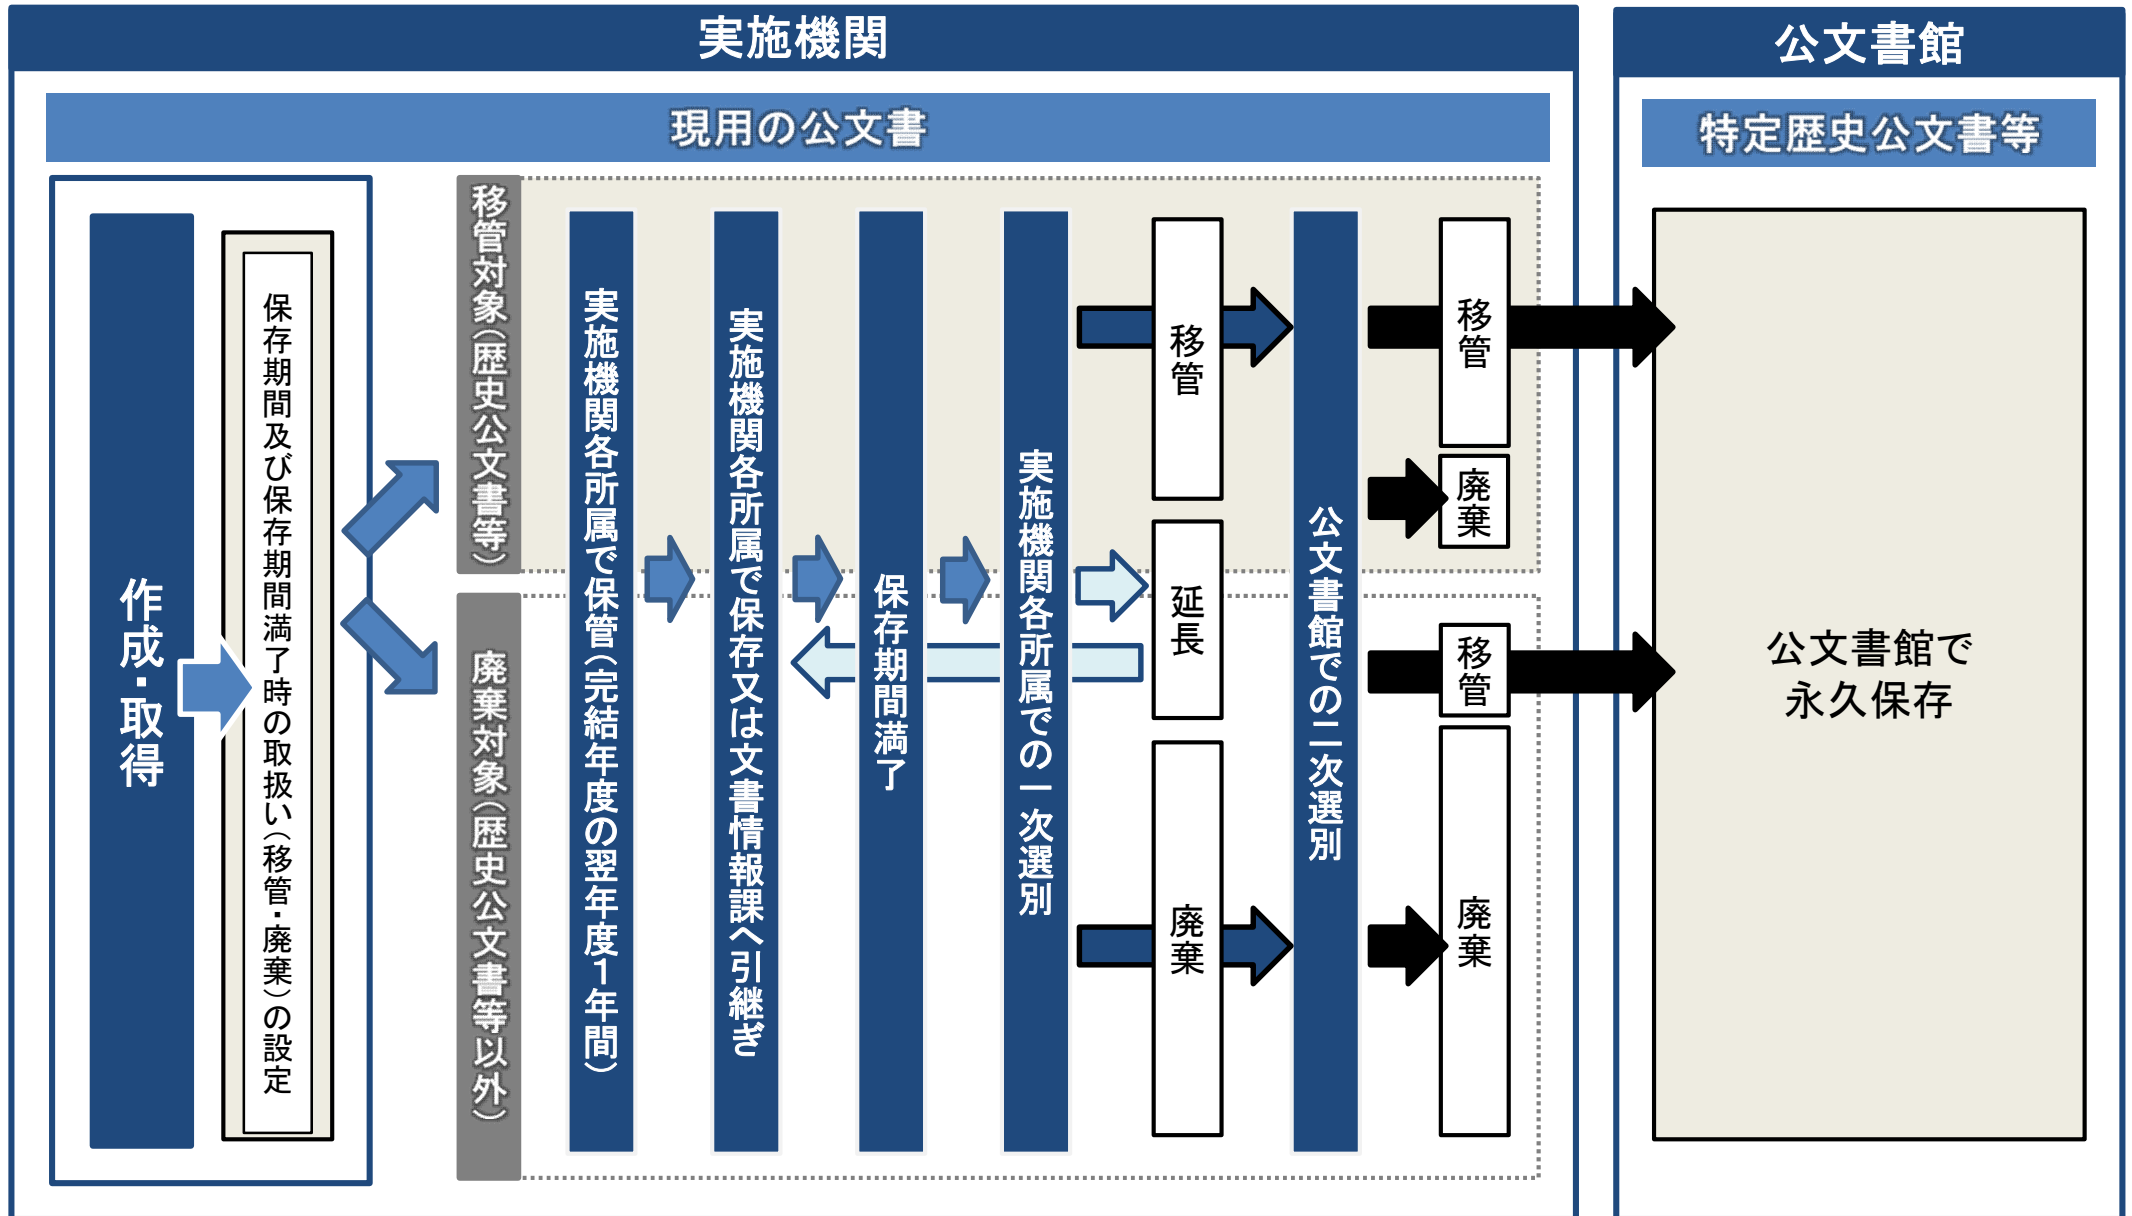 実施機関
現用の公文書
作成・取得
保存期間及び保存期間満了時の取扱い（移管・廃棄）の設定
移管対象（歴史公文書等）
廃棄対象（歴史公文書等以外）
実施機関各所属で保管（完結年度の翌年度１年間）
実施機関各所属で保存又は文書情報課へ引継ぎ
保存期間満了
実施機関各所属での一次選別
移管
延長
廃棄
公文書館での二次選別
移管
廃棄
移管
廃棄
公文書館
特定歴史公文書等
公文書館で
永久保存